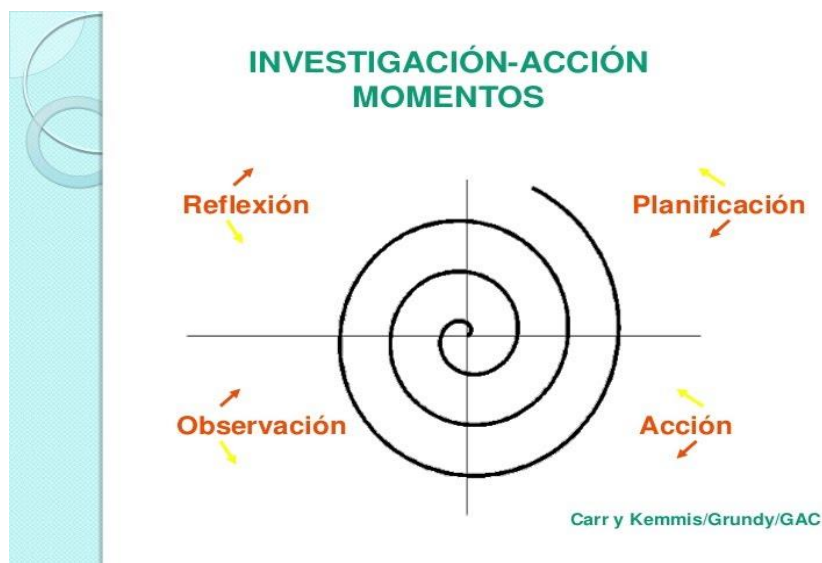 INVESTIGACIÓN-ACCIÓN
MOMENTOS
Reflexión
Planificación
Observación
Acción
Carr y Kemmis/Grundy/GAC